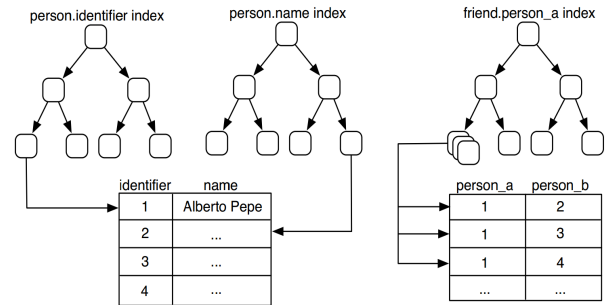 person.identifier index
person.name index
friend.person_a index
identifier name
1 Alberto Pepe
2 ...
3 ...
4 ...
person_a person_b
1 2
1 3
1 4
... ...